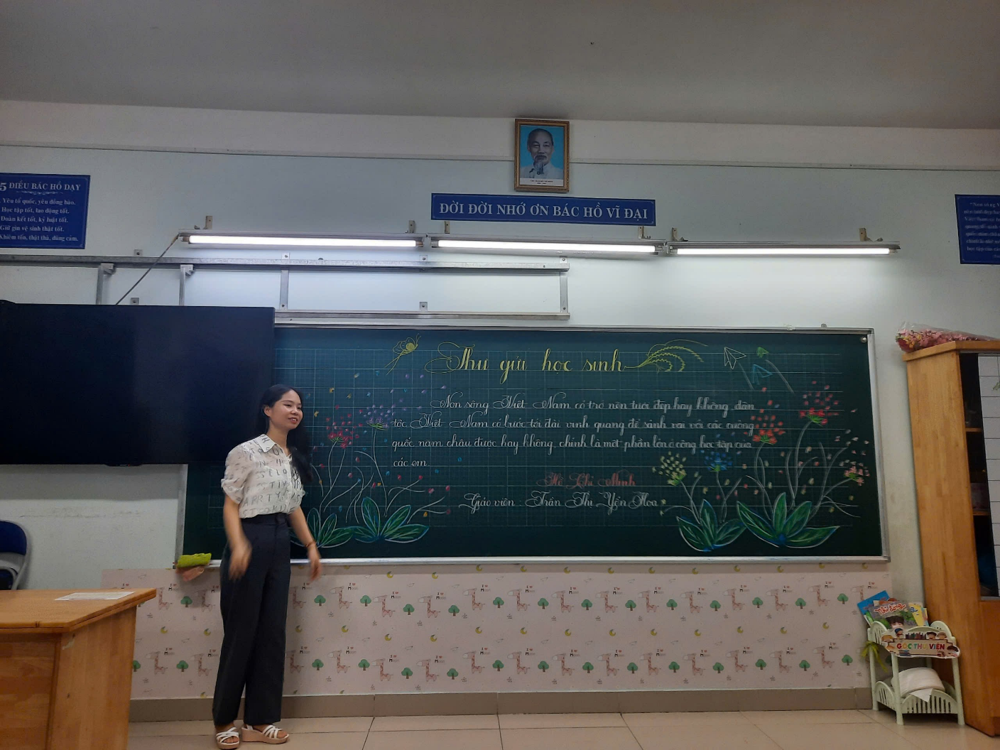 5 ĐIỀU BÁC HỒ DẠY
Yêu tổ quốc, yêu đồng bào.
Học tập tốt, lao động tốt.
Đoàn kết tốt, kỷ luật tốt.
Giữ gìn vệ sinh thật tốt.
Khiêm tốn, thật thà, dũng cảm.
ĐỜI ĐỜI NHỚ ƠN BÁC HỒ VĨ ĐẠI
"Non sông
Thư gửi học sinh
Non sông Việt Nam có trở nên tươi đẹp hay không, dân
tộc Việt Nam có bước tới đài vinh quang để sánh vai với các cường
quốc năm châu được hay không, chính là một phần lớn ở công học tập của
các em
Hồ Chí Minh
Giáo viên : Trần Thị Yến Hoa
GÓC THƯ VIỆN